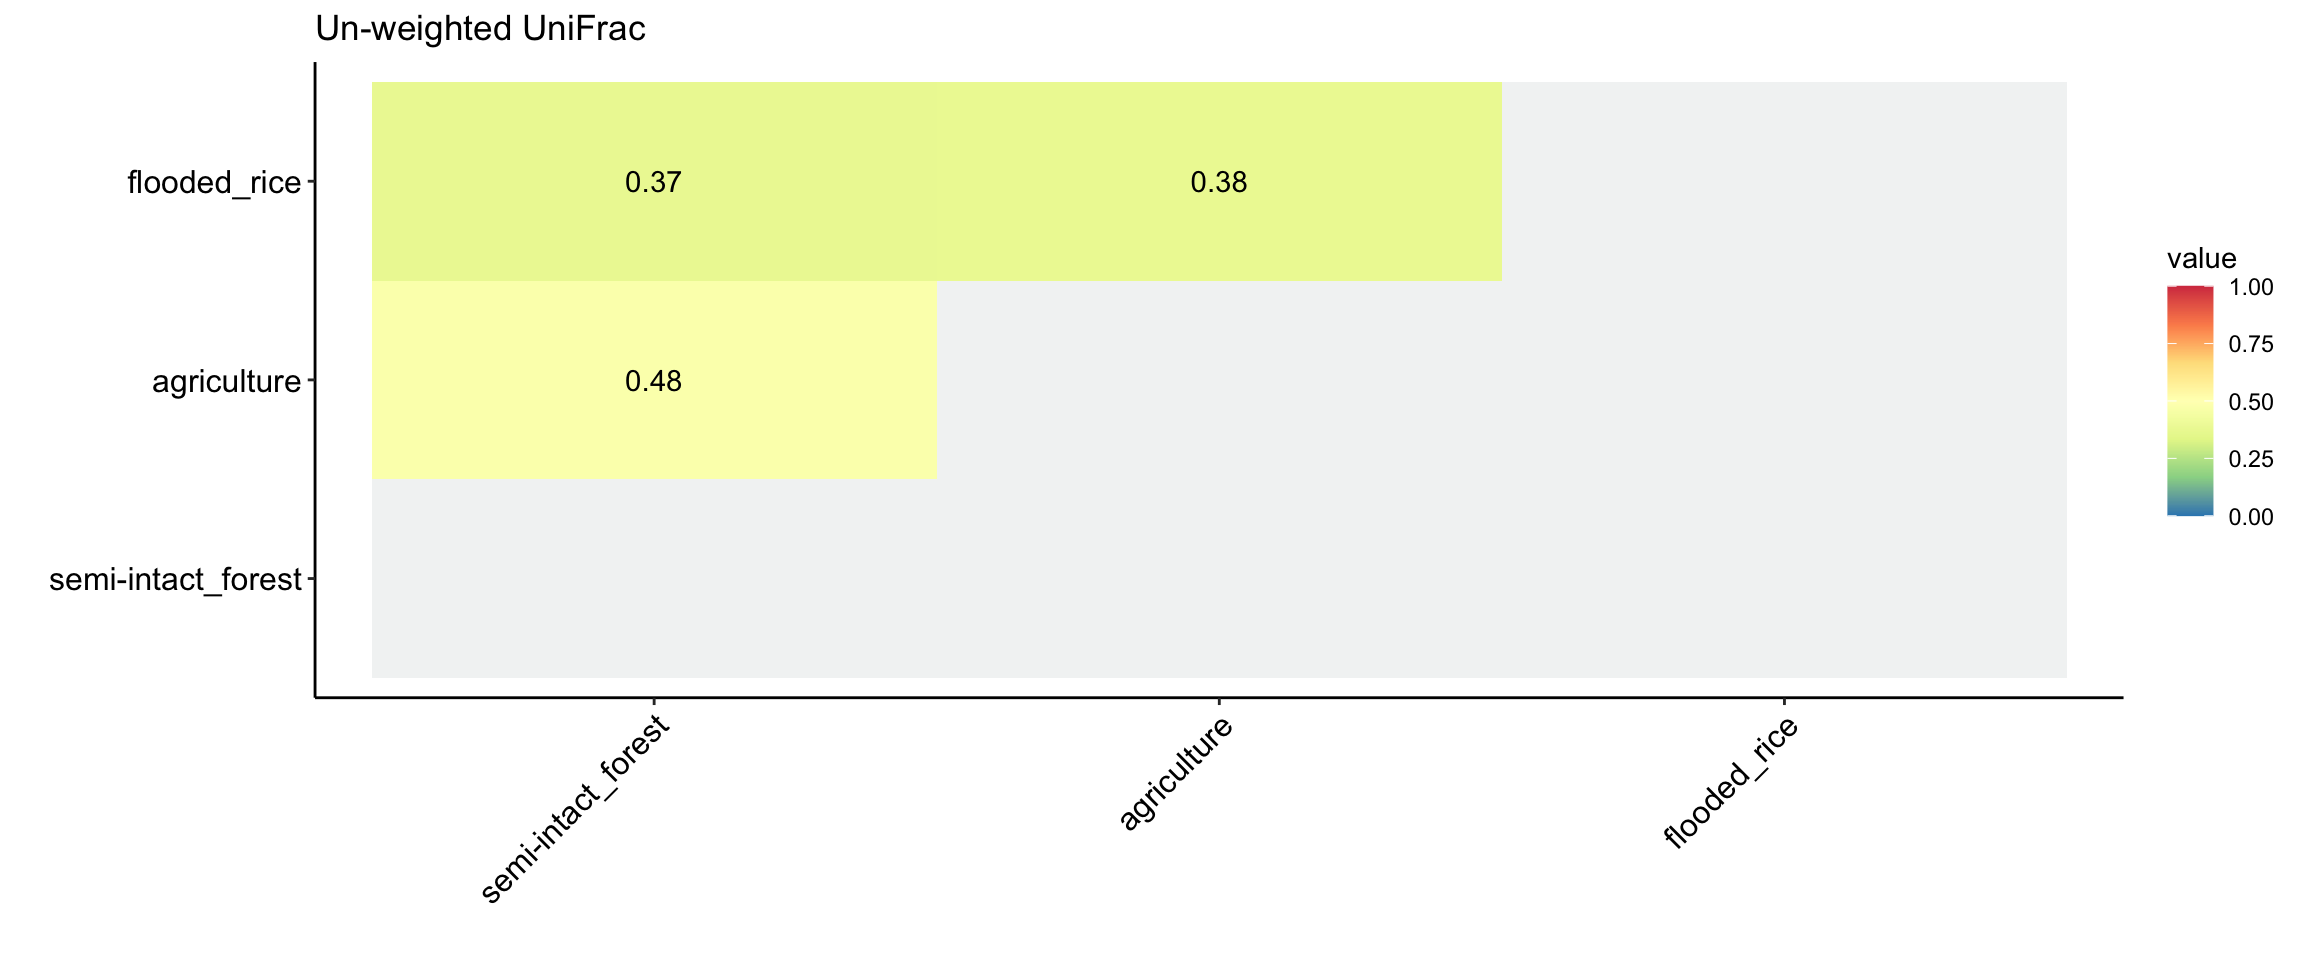 Un-weighted UniFrac
flooded_rice
0.37
0.38
agriculture
0.48
semi-intact_forest
semi-intact_forest
agriculture
flooded_rice
value
1.00
0.75
0.50
0.25
0.00